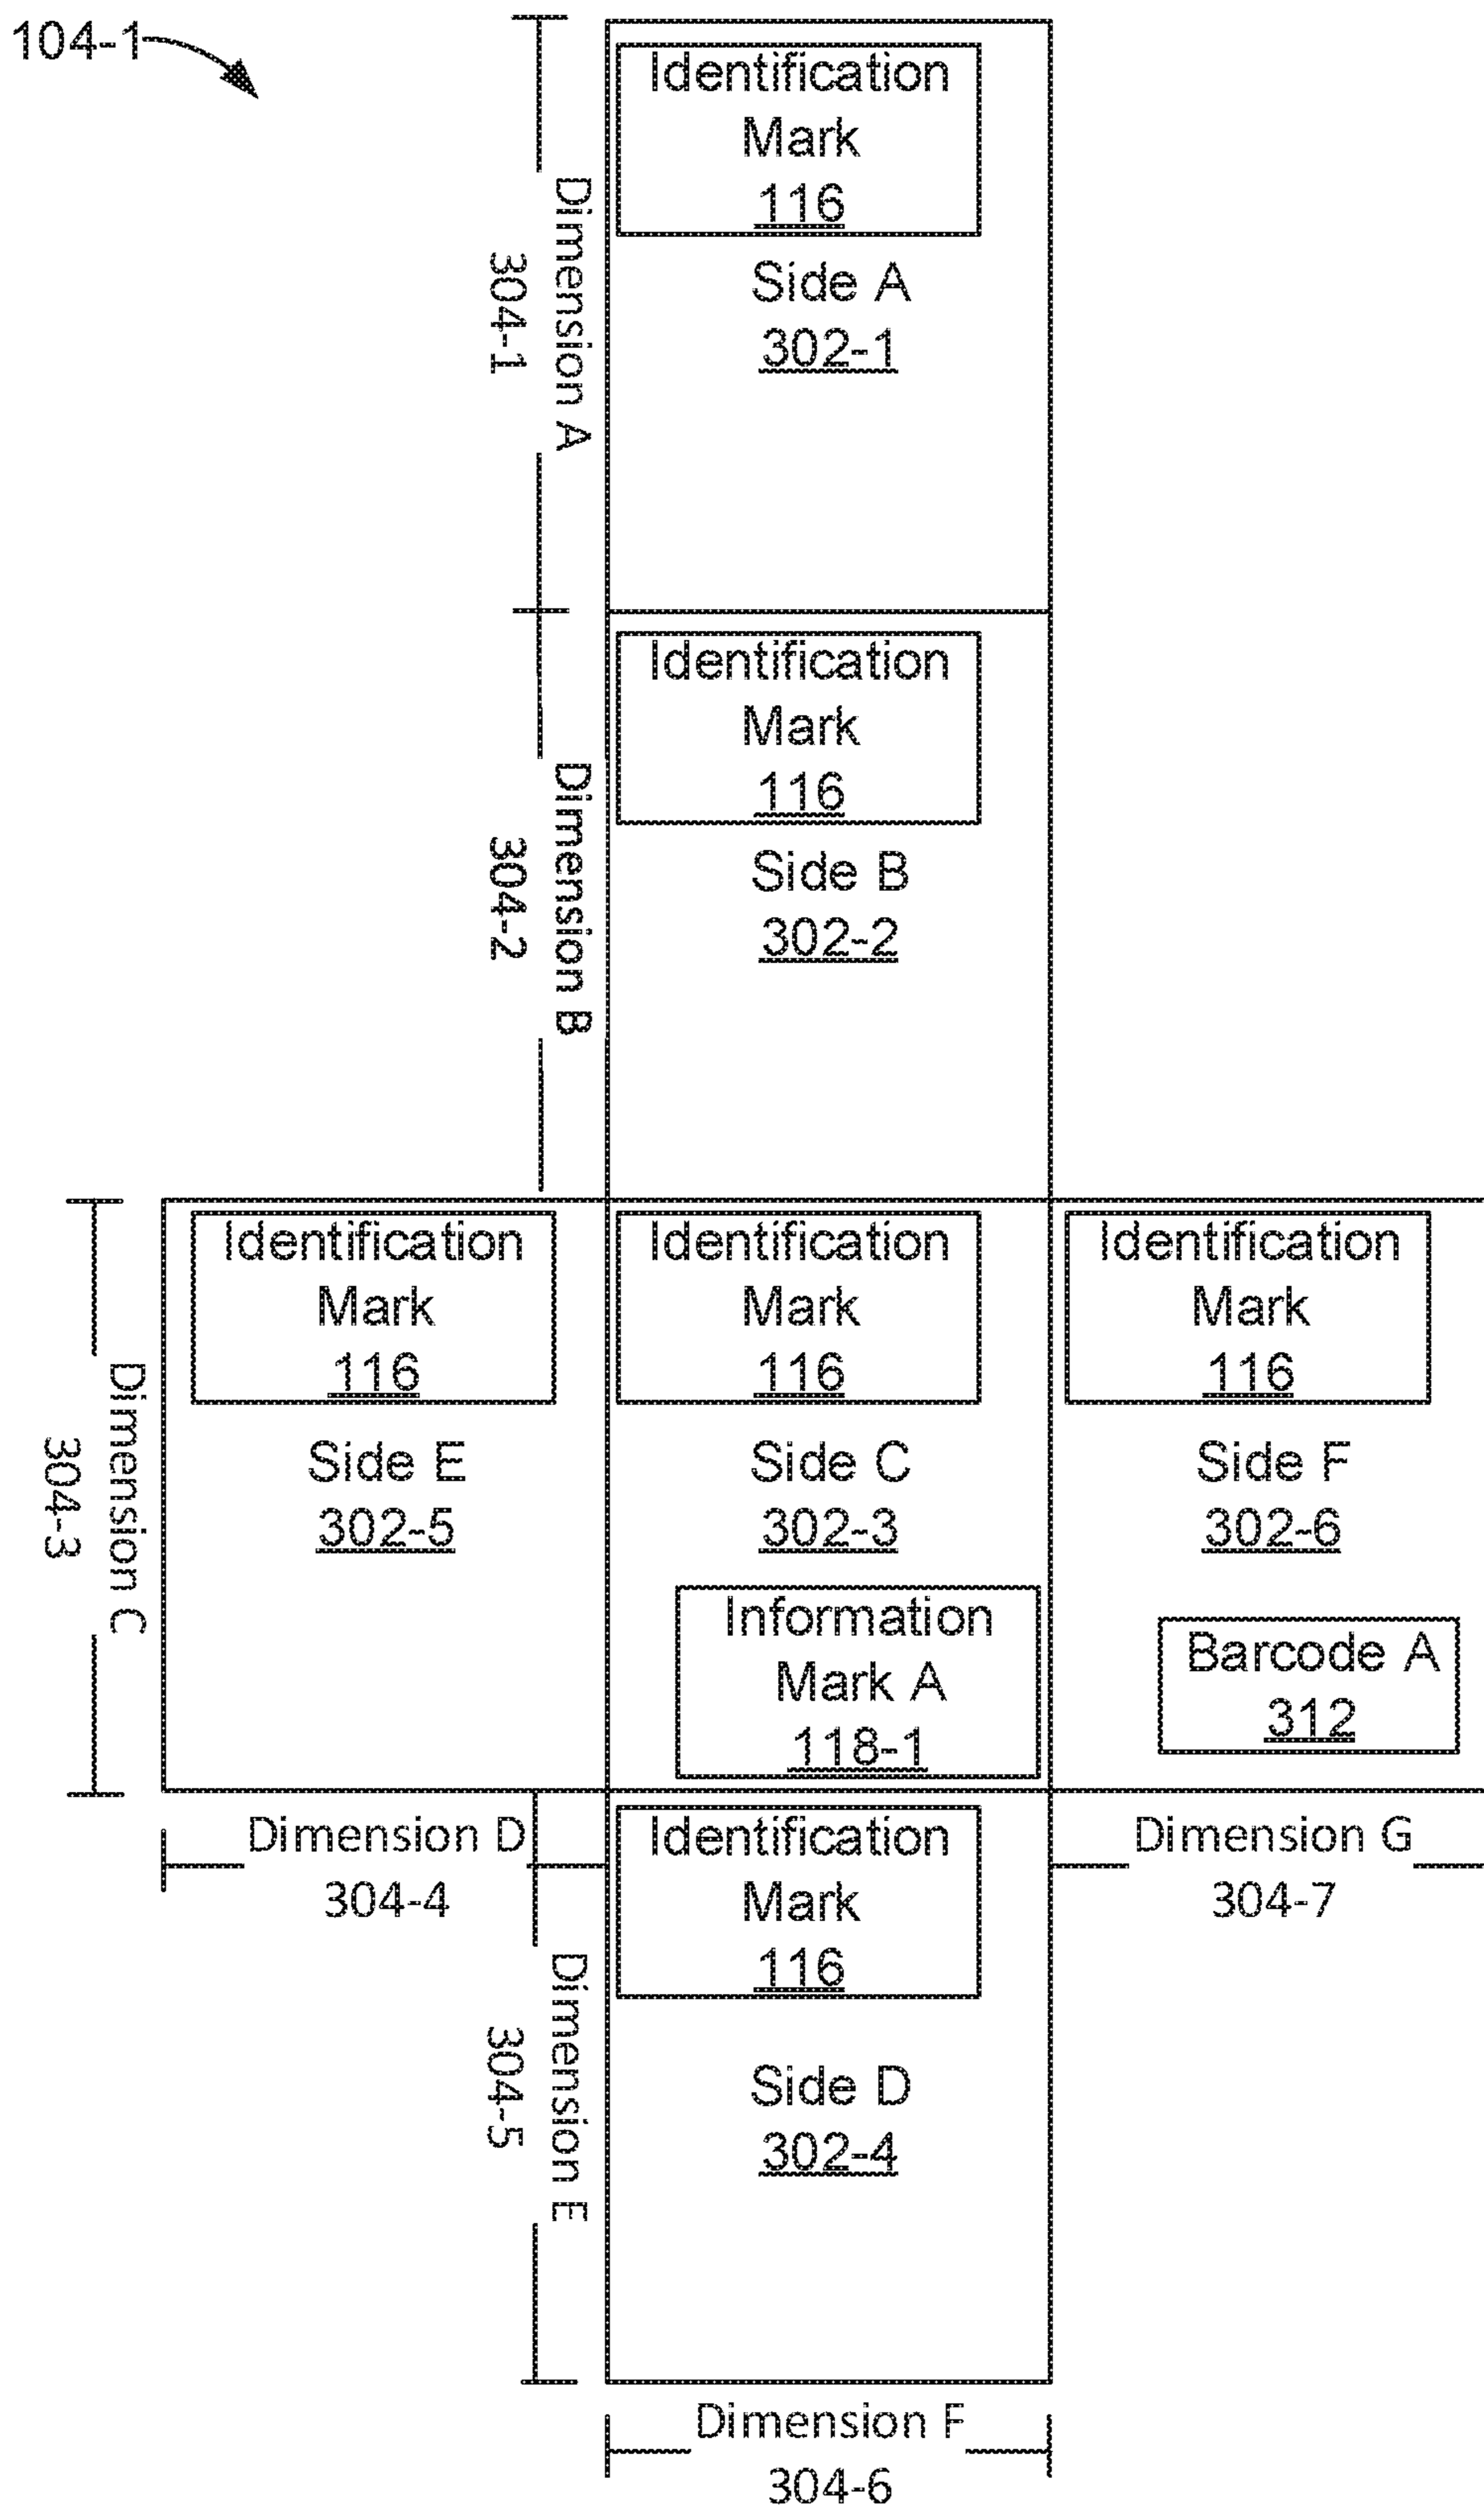 104-1
Identification
Mark
116
Side A
302-1
Dimension A
304-1
Identification
Mark
116
Side B
302-2
Dimension B
304-2
Dimension C
304-3
Identification
Mark
116
Side E
302-5
Identification
Mark
116
Side C
302-3
Information
Mark A
118-1
Identification
Mark
116
Side F
302-6
Barcode A
312
Dimension D
304-4
Identification
Mark
116
Side D
302-4
Dimension G
304-7
Dimension E
304-5
Dimension F
304-6